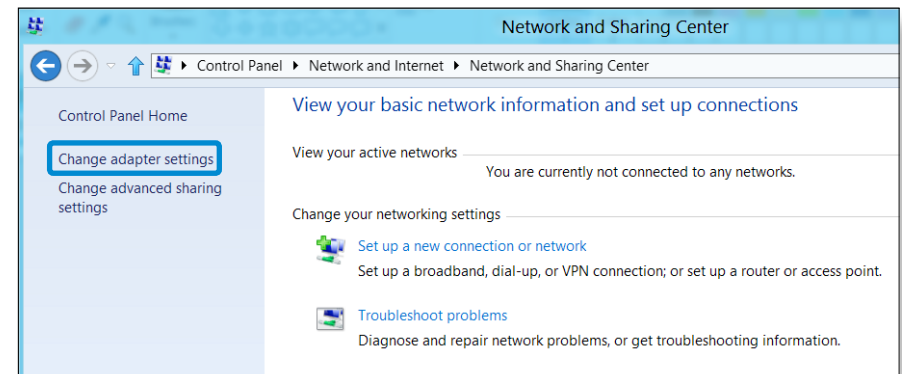 Network and Sharing Center
Control Panel Network and Internet Network and Sharing Center
Control Panel Home
Change adapter settings
Change advanced sharing
settings
View your basic network information and set up connections
View your active networks
You are currently not connected to any networks.
Change your networking settings
Set up a new connection or network
Set up a broadband, dial-up, or VPN connection; or set up a router or access point.
Troubleshoot problems
Diagnose and repair network problems, or get troubleshooting information.